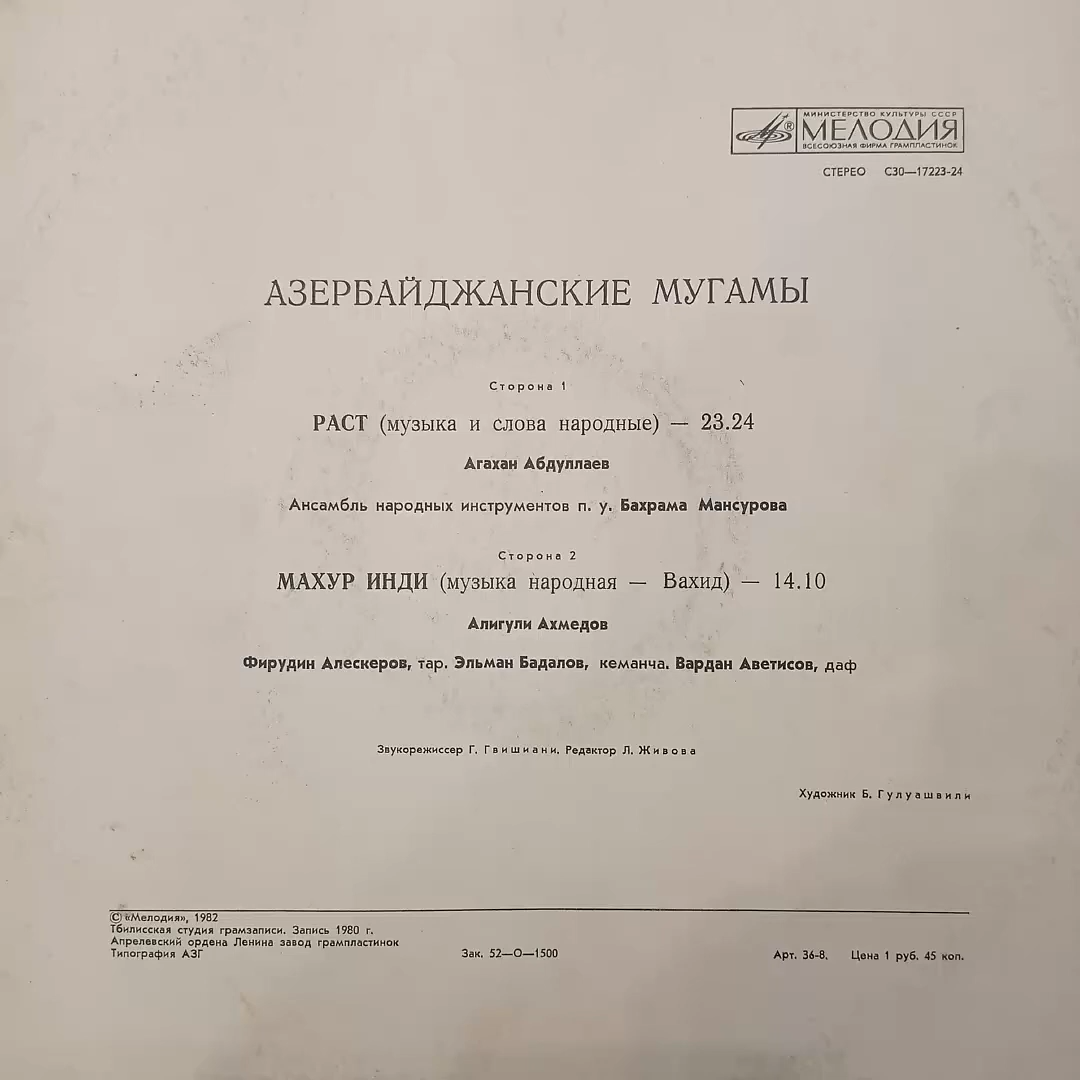 МИНИСТЕРСТВО КУЛЬТУРЫ СССР
® МЕЛОДИЯ
ВСЕСОЮЗНАЯ ФИРМА ГРАМПЛАСТИНОК
СТЕРЕО С30—17223-24
АЗЕРБАЙДЖАНСКИЕ МУГАМЫ
Сторона 1
РАСТ (музыка и слова народные) — 23.24
Агахан Абдуллаев
Ансамбль народных инструментов п. у. Бахрама Мансурова
Сторона 2
МАХУР ИНДИ (музыка народная — Вахид) — 14.10
Алигули Ахмедов
Фирудин Алескеров, тар. Эльман Бадалов, кеманча. Вардан Аветисов, даф
Звукорежиссер Г. Гвишиани. Редактор Л. Живова
Художник Б. Гулуашвили
© «Мелодия», 1982
Тбилисская студия грамзаписи. Запись 1980 г.
Апрелевский ордена Ленина завод грампластинок
Типография АЗГ Зак. 52—О—1500 Арт. 36-8. Цена 1 руб. 45 коп.